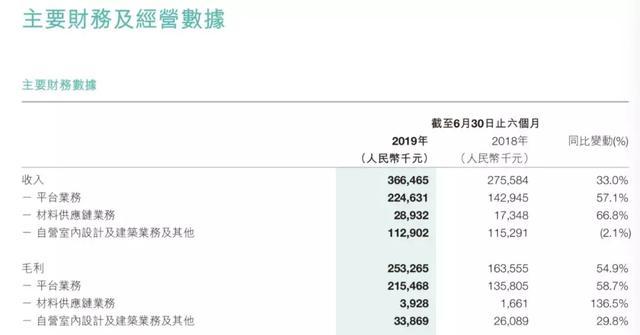 主要財務及經營數據
主要財務數據
截至6月30日止六個月
2019年 2018年 同比變動(%)
(人民幣千元) (人民幣千元)
收入 366,465 275,584 33.0%
－ 平台業務 224,631 142,945 57.1%
－ 材料供應鏈業務 28,932 17,348 66.8%
－ 自營室內設計及建築業務及其他 112,902 115,291 (2.1%)
毛利 253,265 163,555 54.9%
－ 平台業務 215,468 135,805 58.7%
－ 材料供應鏈業務 3,928 1,661 136.5%
－ 自營室內設計及建築業務及其他 33,869 26,089 29.8%